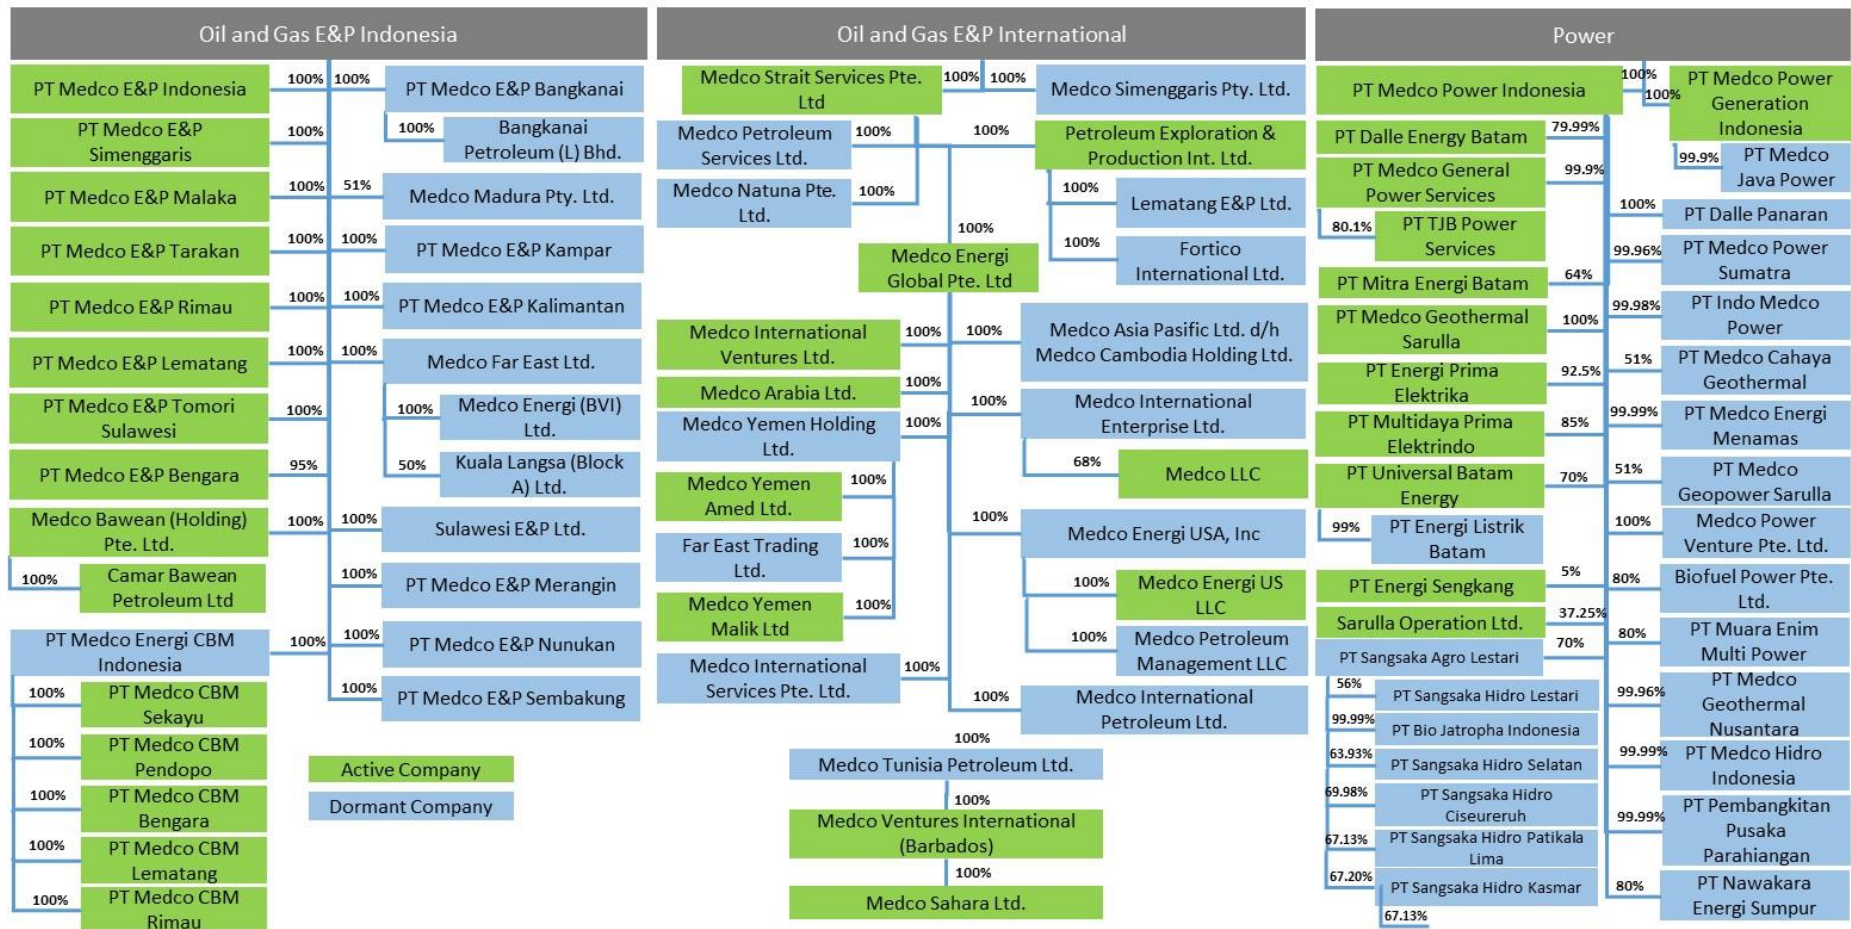 Oil and Gas E&P Indonesia
PT Medco E&P Indonesia
100%
100%
PT Medco E&P Bangkanai
100%
Bangkanai
Petroleum (L) Bhd.
PT Medco E&P
Simenggaris
100%
PT Medco E&P Malaka
100%
51%
Medco Madura Pty. Ltd.
PT Medco E&P Tarakan
100%
100%
PT Medco E&P Kampar
PT Medco E&P Rimau
100%
100%
PT Medco E&P Kalimantan
PT Medco E&P Lematang
100%
100%
Medco Far East Ltd.
PT Medco E&P Tomori
Sulawesi
100%
100%
Medco Energi (BVI)
Ltd.
PT Medco E&P Bengara
95%
50%
Kuala Langsa (Block
A) Ltd.
Medco Bawean (Holding)
Pte. Ltd.
100%
100%
Sulawesi E&P Ltd.
100%
Camar Bawean
Petroleum Ltd
100%
PT Medco E&P Merangin
PT Medco Energi CBM
Indonesia
100%
100%
PT Medco E&P Nunukan
100%
PT Medco CBM
Sekayu
100%
PT Medco E&P Sembakung
100%
PT Medco CBM
Pendopo
100%
PT Medco CBM
Bengara
100%
PT Medco CBM
Lematang
100%
PT Medco CBM
Rimau
Active Company
Dormant Company
Oil and Gas E&P International
Medco Strait Services Pte.
Ltd
100%
100%
Medco Simenggaris Pty. Ltd.
Medco Petroleum
Services Ltd.
100%
100%
Petroleum Exploration &
Production Int. Ltd.
Medco Natuna Pte.
Ltd.
100%
100%
Lematang E&P Ltd.
100%
Fortico
International Ltd.
100%
Medco Energi
Global Pte. Ltd
Medco International
Ventures Ltd.
100%
100%
Medco Asia Pasific Ltd. d/h
Medco Cambodia Holding Ltd.
Medco Arabia Ltd.
100%
100%
Medco International
Enterprise Ltd.
Medco Yemen Holding
Ltd.
100%
68%
Medco LLC
Medco Yemen
Amed Ltd.
100%
100%
Medco Energi USA, Inc
Far East Trading
Ltd.
100%
100%
Medco Energi US
LLC
Medco Yemen
Malik Ltd
100%
100%
Medco Petroleum
Management LLC
Medco International
Services Pte. Ltd.
100%
100%
Medco International
Petroleum Ltd.
100%
Medco Tunisia Petroleum Ltd.
100%
Medco Ventures International
(Barbados)
100%
Medco Sahara Ltd.
Power
PT Medco Power Indonesia
100%
100%
PT Medco Power
Generation
Indonesia
99.9%
PT Medco
Java Power
PT Dalle Energy Batam
79.99%
PT Medco General
Power Services
99.9%
80.1%
PT TJB Power
Services
100%
PT Dalle Panaran
99.96%
PT Medco Power
Sumatra
PT Mitra Energi Batam
64%
99.98%
PT Indo Medco
Power
PT Medco Geothermal
Sarulla
100%
51%
PT Medco Cahaya
Geothermal
PT Energi Prima
Elektrika
92.5%
99.99%
PT Medco Energi
Menamas
PT Multidaya Prima
Elektrindo
85%
51%
PT Medco
Geopower Sarulla
PT Universal Batam
Energy
70%
99%
PT Energi Listrik
Batam
100%
Medco Power
Venture Pte. Ltd.
PT Energi Sengkang
5%
80%
Biofuel Power Pte.
Ltd.
Sarulla Operation Ltd.
37.25%
80%
PT Muara Enim
Multi Power
PT Sangsaka Agro Lestari
70%
56%
PT Sangsaka Hidro Lestari
99.96%
PT Medco
Geothermal
Nusantara
99.99%
PT Bio Jatropha Indonesia
63.93%
PT Sangsaka Hidro Selatan
99.99%
PT Medco Hidro
Indonesia
69.98%
PT Sangsaka Hidro
Ciseureruh
99.99%
PT Pembangkitan
Pusaka
Parahiangan
67.13%
PT Sangsaka Hidro Patikala
Lima
67.20%
PT Sangsaka Hidro Kasmar
80%
PT Nawakara
Energi Sumpur
67.13%